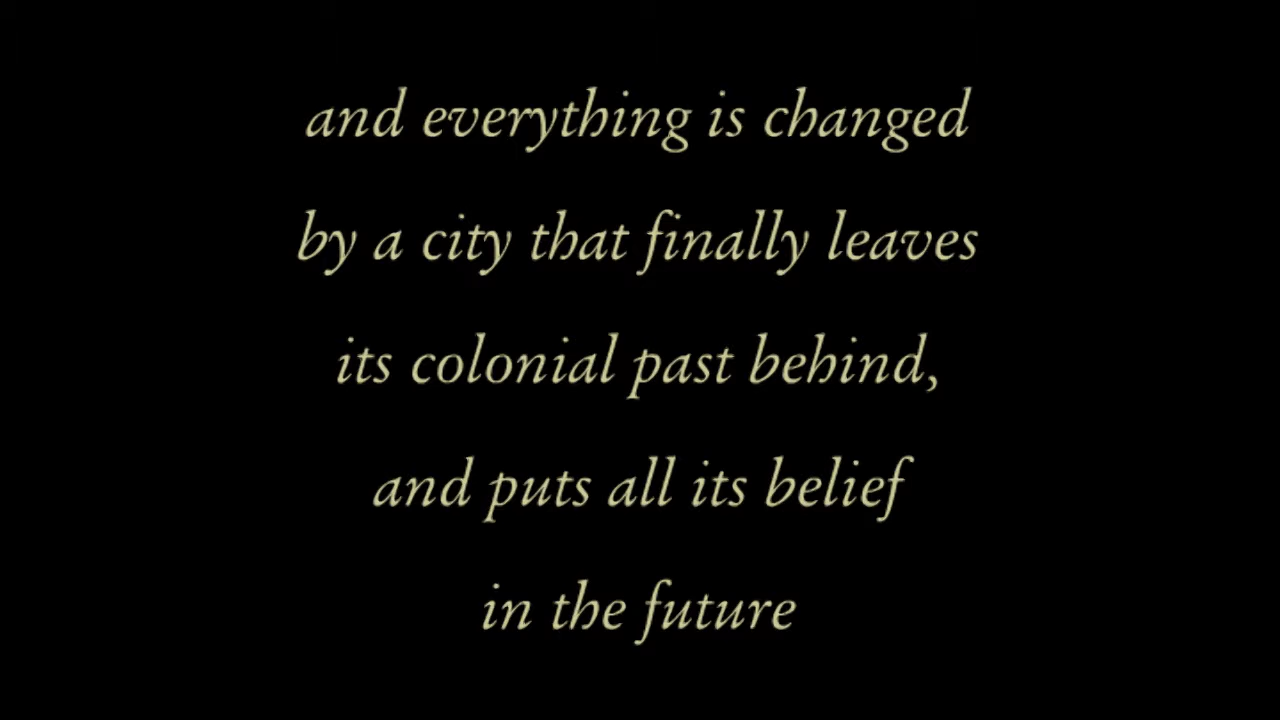 and everything is changed
by a city that finally leaves
its colonial past behind,
and puts all its belief
in the future